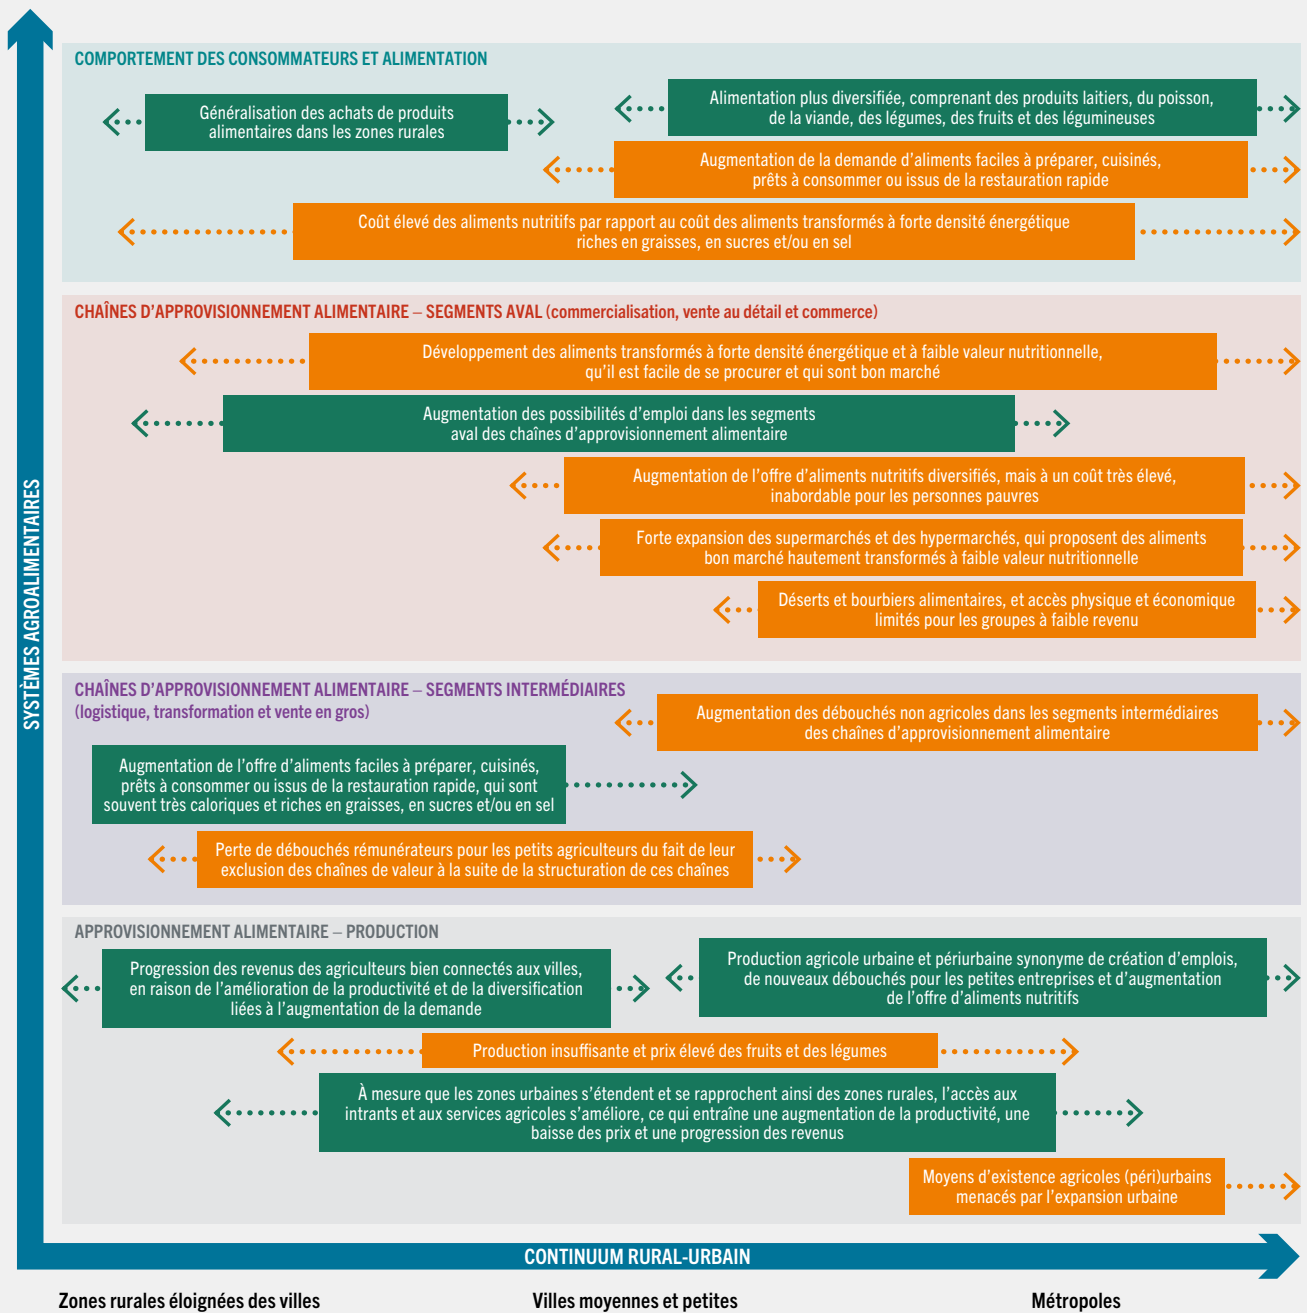 COMPORTEMENT DES CONSOMMATEURS ET ALIMENTATION
Généralisation des achats de produits
alimentaires dans les zones rurales
Alimentation plus diversifiée, comprenant des produits laitiers, du poisson,
de la viande, des légumes, des fruits et des légumineuses
Augmentation de la demande d’aliments faciles à préparer, cuisinés,
prêts à consommer ou issus de la restauration rapide
Coût élevé des aliments nutritifs par rapport au coût des aliments transformés à forte densité énergétique
riches en graisses, en sucres et/ou en sel
CHAÎNES D’APPROVISIONNEMENT ALIMENTAIRE – SEGMENTS AVAL (commercialisation, vente au détail et commerce)
Développement des aliments transformés à forte densité énergétique et à faible valeur nutritionnelle,
qu’il est facile de se procurer et qui sont bon marché
Augmentation des possibilités d’emploi dans les segments
aval des chaînes d’approvisionnement alimentaire
Augmentation de l’offre d’aliments nutritifs diversifiés, mais à un coût très élevé,
inabordable pour les personnes pauvres
Forte expansion des supermarchés et des hypermarchés, qui proposent des aliments
bon marché hautement transformés à faible valeur nutritionnelle
Déserts et bourbiers alimentaires, et accès physique et économique
limités pour les groupes à faible revenu
CHAÎNES D’APPROVISIONNEMENT ALIMENTAIRE – SEGMENTS INTERMÉDIAIRES
(logistique, transformation et vente en gros)
Augmentation des débouchés non agricoles dans les segments intermédiaires
des chaînes d’approvisionnement alimentaire
Augmentation de l’offre d’aliments faciles à préparer, cuisinés,
prêts à consommer ou issus de la restauration rapide, qui sont
souvent très caloriques et riches en graisses, en sucres et/ou en sel
Perte de débouchés rémunérateurs pour les petits agriculteurs du fait de leur
exclusion des chaînes de valeur à la suite de la structuration de ces chaînes
APPROVISIONNEMENT ALIMENTAIRE – PRODUCTION
Progression des revenus des agriculteurs bien connectés aux villes,
en raison de l’amélioration de la productivité et de la diversification
liées à l’augmentation de la demande
Production agricole urbaine et périurbaine synonyme de création d’emplois,
de nouveaux débouchés pour les petites entreprises et d’augmentation
de l’offre d’aliments nutritifs
Production insuffisante et prix élevé des fruits et des légumes
À mesure que les zones urbaines s’étendent et se rapprochent ainsi des zones rurales, l’accès aux
intrants et aux services agricoles s’améliore, ce qui entraîne une augmentation de la productivité, une
baisse des prix et une progression des revenus
Moyens d’existence agricoles (péri)urbains
menacés par l’expansion urbaine
SYSTÈMES AGROALIMENTAIRES
CONTINUUM RURAL-URBAIN
Zones rurales éloignées des villes
Villes moyennes et petites
Métropoles